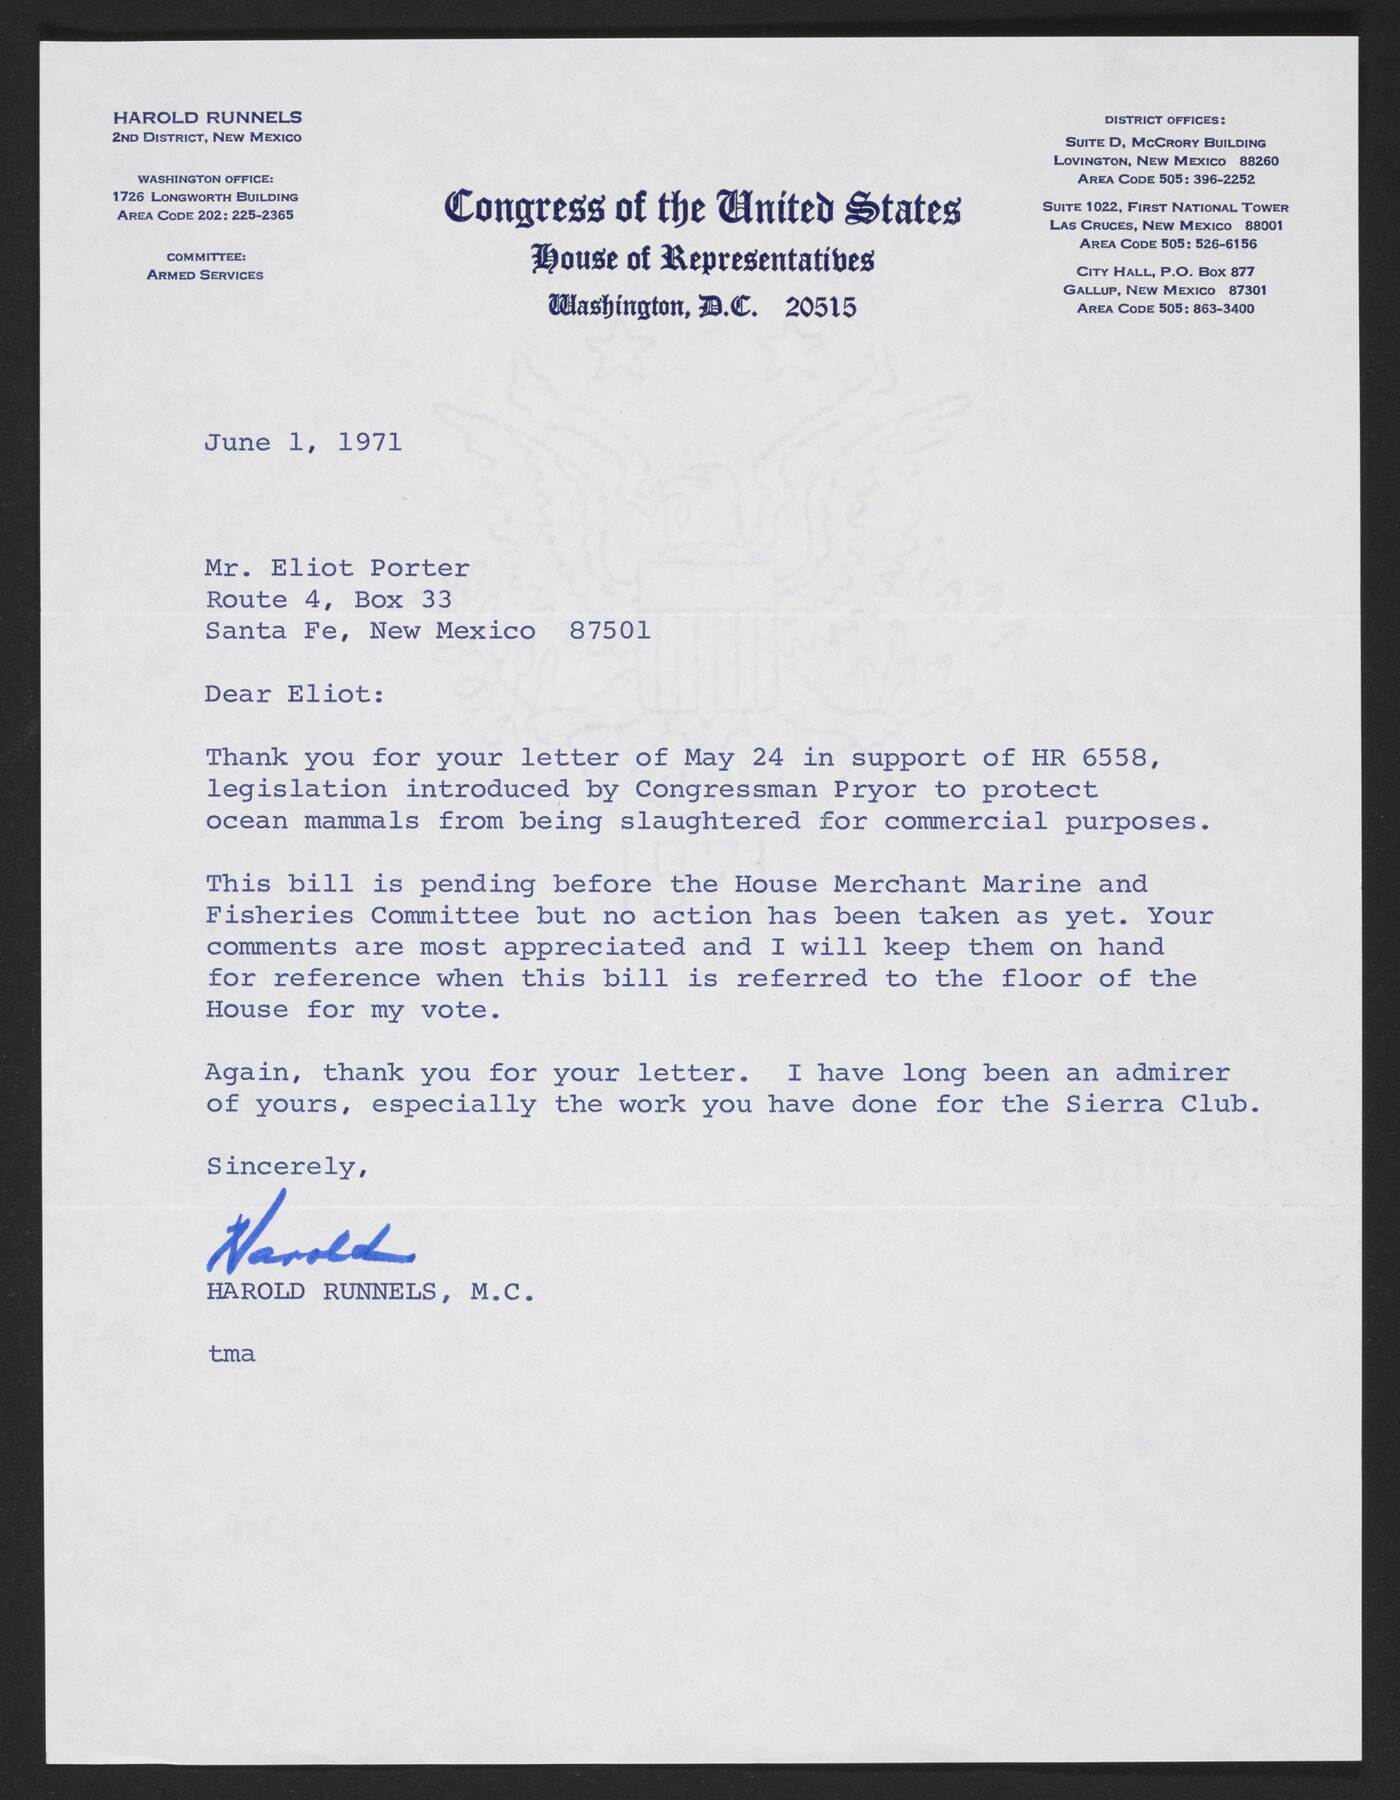 HAROLD RUNNELS
2ND DISTRICT, NEW MEXICO
WASHINGTON OFFICE:
1726 LONGWORTH BUILDING
AREA CODE 202: 225-2365
COMMITTEE:
ARMED SERVICES
Congress of the United States
House of Representatives
Washington, D.C. 20515
DISTRICT OFFICES:
SUITE D, MCCRORY BUILDING
LOVINGTON, NEW MEXICO 88260
AREA CODE 505: 396-2252
SUITE 1022, FIRST NATIONAL TOWER
LAS CRUCES, NEW MEXICO 88001
AREA CODE 505: 526-6156
CITY HALL, P.O. BOX 877
GALLUP, NEW MEXICO 87301
AREA CODE 505: 863-3400
June 1, 1971
Mr. Eliot Porter
Route 4, Box 33
Santa Fe, New Mexico 87501
Dear Eliot:
Thank you for your letter of May 24 in support of HR 6558,
legislation introduced by Congressman Pryor to protect
ocean mammals from being slaughtered for commercial purposes.
This bill is pending before the House Merchant Marine and
Fisheries Committee but no action has been taken as yet. Your
comments are most appreciated and I will keep them on hand
for reference when this bill is referred to the floor of the
House for my vote.
Again, thank you for your letter. I have long been an admirer
of yours, especially the work you have done for the Sierra Club.
Sincerely,
Harold
HAROLD RUNNELS, M.C.
tma